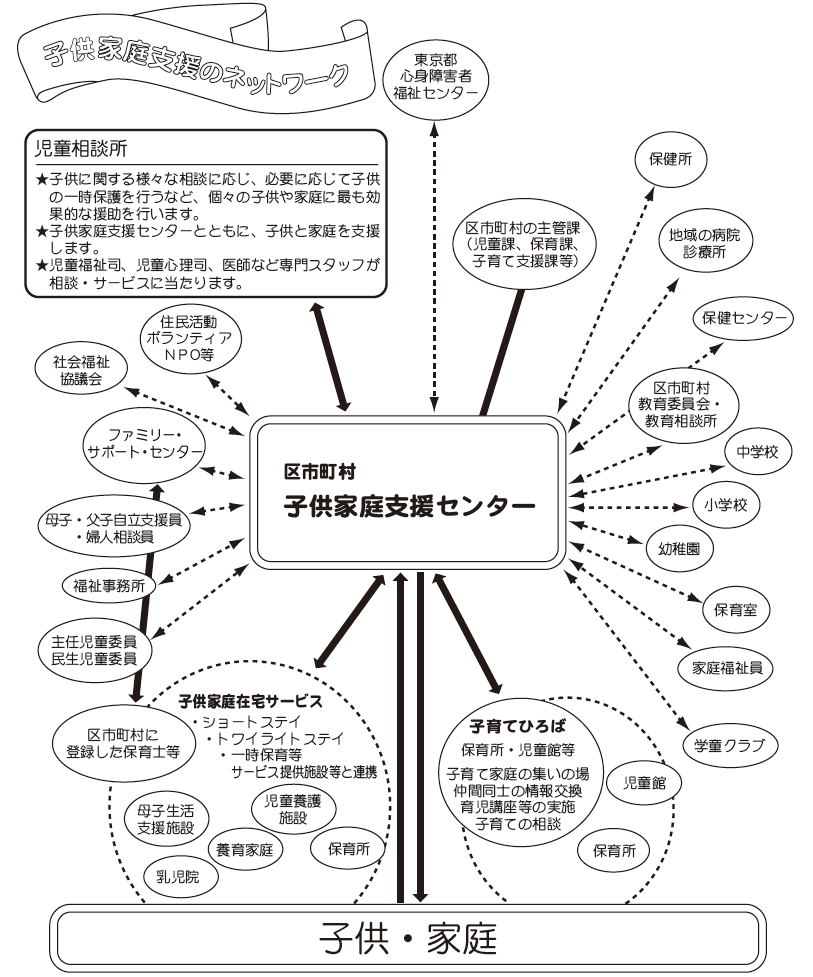 子供家庭支援のネットワーク
東京都
心身障害者
福祉センター
児童相談所
★子供に関する様々な相談に応じ、必要に応じて子供
の一時保護を行うなど、個々の子供や家庭に最も効
果的な援助を行います。
★子供家庭支援センターとともに、子供と家庭を支援
します。
★児童福祉司、児童心理司、医師など専門スタッフが
相談・サービスに当たります。
保健所
区市町村の主管課
（児童課、保育課、
子育て支援課等）
地域の病院
診療所
保健センター
住民活動
ボランティア
NPO等
社会福祉
協議会
区市町村
教育委員会・
教育相談所
ファミリー・
サポート・センター
中学校
区市町村
子供家庭支援センター
小学校
母子・父子自立支援員
・婦人相談員
幼稚園
福祉事務所
保育室
主任児童委員
民生児童委員
家庭福祉員
学童クラブ
子供家庭在宅サービス
・ショートステイ
・トワイライトステイ
・一時保育等
サービス提供施設等と連携
区市町村に
登録した保育士等
子育てひろば
保育所・児童館等
子育て家庭の集いの場
仲間同士の情報交換
育児講座等の実施
子育ての相談
児童館
児童養護
施設
母子生活
支援施設
養育家庭
保育所
保育所
乳児院
子供・家庭